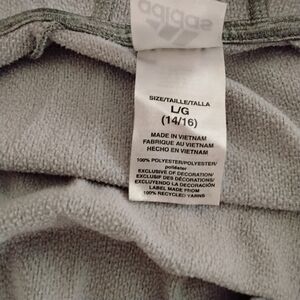 adidas
SIZE/TAILLE/TALLA
L/G
(14/16)
MADE IN VIETNAM
FABRIQUE AU VIETNAM
HECHO EN VIETNAM
100% POLYESTER/POLYESTER/
poliéster
EXCLUSIVE OF DECORATION/
EXCLUSIF DES DÉCORATIONS/
EXCLUYENDO LA DECORACIÓN
LABEL MADE FROM
100% RECYCLED YARNS